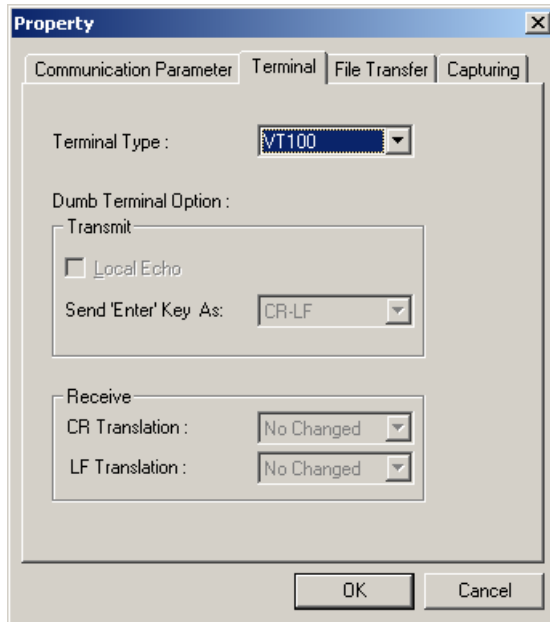 Property
Communication Parameter Terminal File Transfer Capturing
Terminal Type : VT100
Dumb Terminal Option :
Transmit
Local Echo
Send 'Enter' Key As: CR-LF
Receive
CR Translation : No Changed
LF Translation : No Changed
OK Cancel